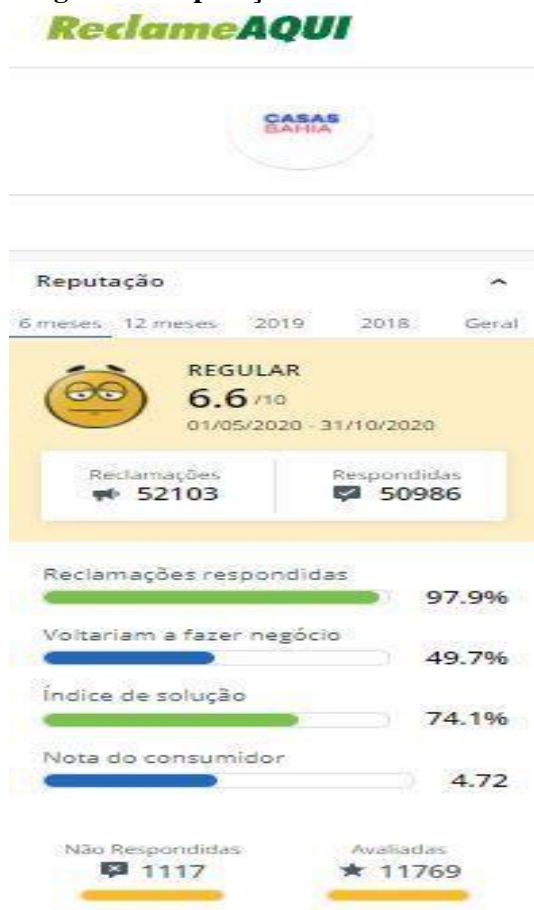 ReclameAQUI
CASAS
BAHIA
Reputação
6 meses 12 meses 2019 2018 Geral
REGULAR
6.6 /10
01/05/2020 - 31/10/2020
Reclamações Respondidas
52103 50986
Reclamações respondidas
97.9%
Voltariam a fazer negócio
49.7%
Índice de solução
74.1%
Nota do consumidor
4.72
Não Respondidas Avaliadas
1117 11769